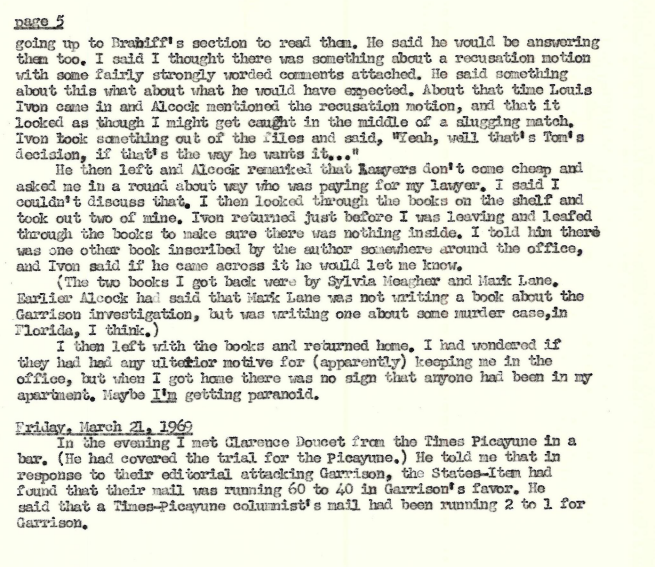 page 5
going up to Braniff's section to read them. He said he would be answering
them too. I said I thought there was something about a recusation motion
with some fairly strongly worded comments attached. He said something
about this what about what he would have expected. About that time Louis
Ivon came in and Alcock mentioned the recusation motion, and that it
looked as though I might get caught in the middle of a slugging match.
Ivon took something out of the files and said, "Yeah, well that's Tom's
decision, if that's the way he wants it..."
He then left and Alcock remarked that Lawyers don't come cheap and
asked me in a round about way who was paying for my lawyer. I said I
couldn't discuss that. I then looked through the books on the shelf and
took out two of mine. Ivon returned just before I was leaving and leafed
through the books to make sure there was nothing inside. I told him there
was one other book inscribed by the author somewhere around the office,
and Ivon said if he came across it he would let me know.
(The two books I got back were by Sylvia Meagher and Mark Lane.
Earlier Alcock had said that Mark Lane was not writing a book about the
Garrison investigation, but was writing one about some murder case,in
Florida, I think.)
I then left with the books and returned home. I had wondered if
they had had any ulterior motive for (apparently) keeping me in the
office, but when I got home there was no sign that anyone had been in my
apartment. Maybe I'm getting paranoid.
Friday, March 21, 1969
In the evening I met Clarence Doucet from the Times Picayune in a
bar. (He had covered the trial for the Picayune.) He told me that in
response to their editorial attacking Garrison, the States-Item had
found that their mail was running 60 to 40 in Garrison's favor. He
said that a Times-Picayune columnist's mail had been running 2 to 1 for
Garrison.